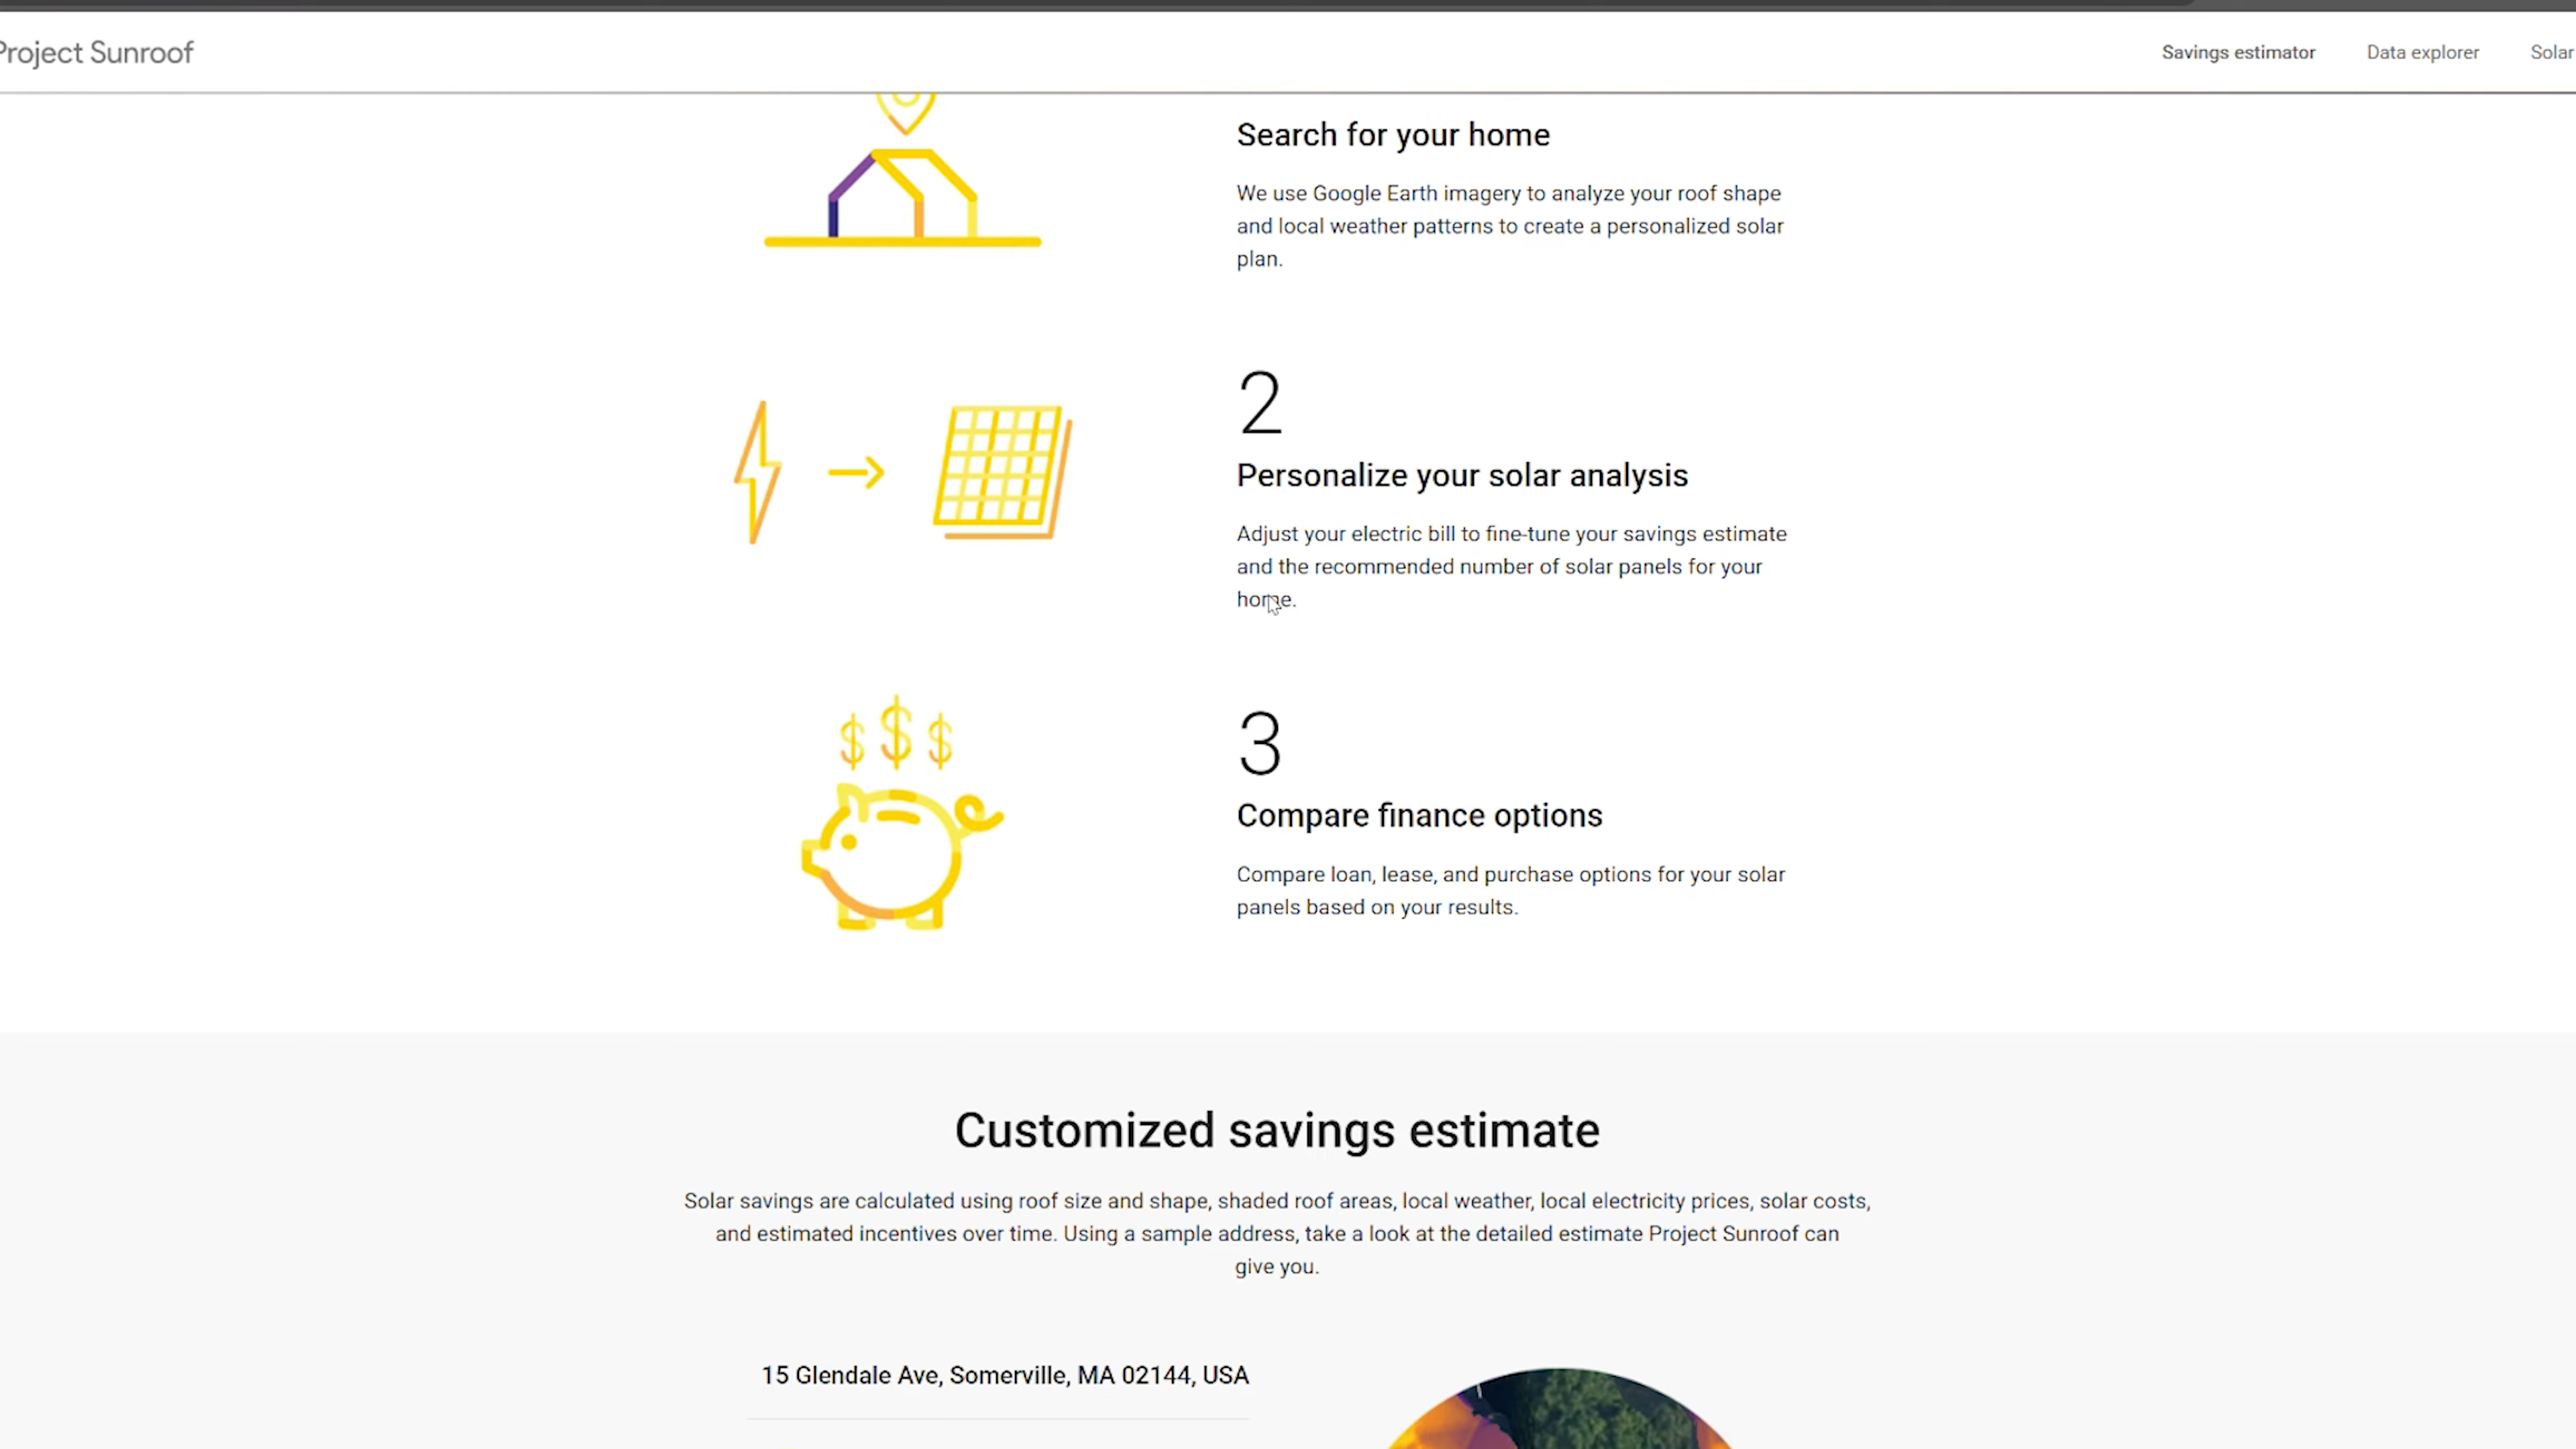 Project Sunroof
Savings estimator
Data explorer
Solar
Search for your home
We use Google Earth imagery to analyze your roof shape
and local weather patterns to create a personalized solar
plan.
2
Personalize your solar analysis
Adjust your electric bill to fine-tune your savings estimate
and the recommended number of solar panels for your
home.
$ $ $
3
Compare finance options
Compare loan, lease, and purchase options for your solar
panels based on your results.
Customized savings estimate
Solar savings are calculated using roof size and shape, shaded roof areas, local weather, local electricity prices, solar costs,
and estimated incentives over time. Using a sample address, take a look at the detailed estimate Project Sunroof can
give you.
15 Glendale Ave, Somerville, MA 02144, USA